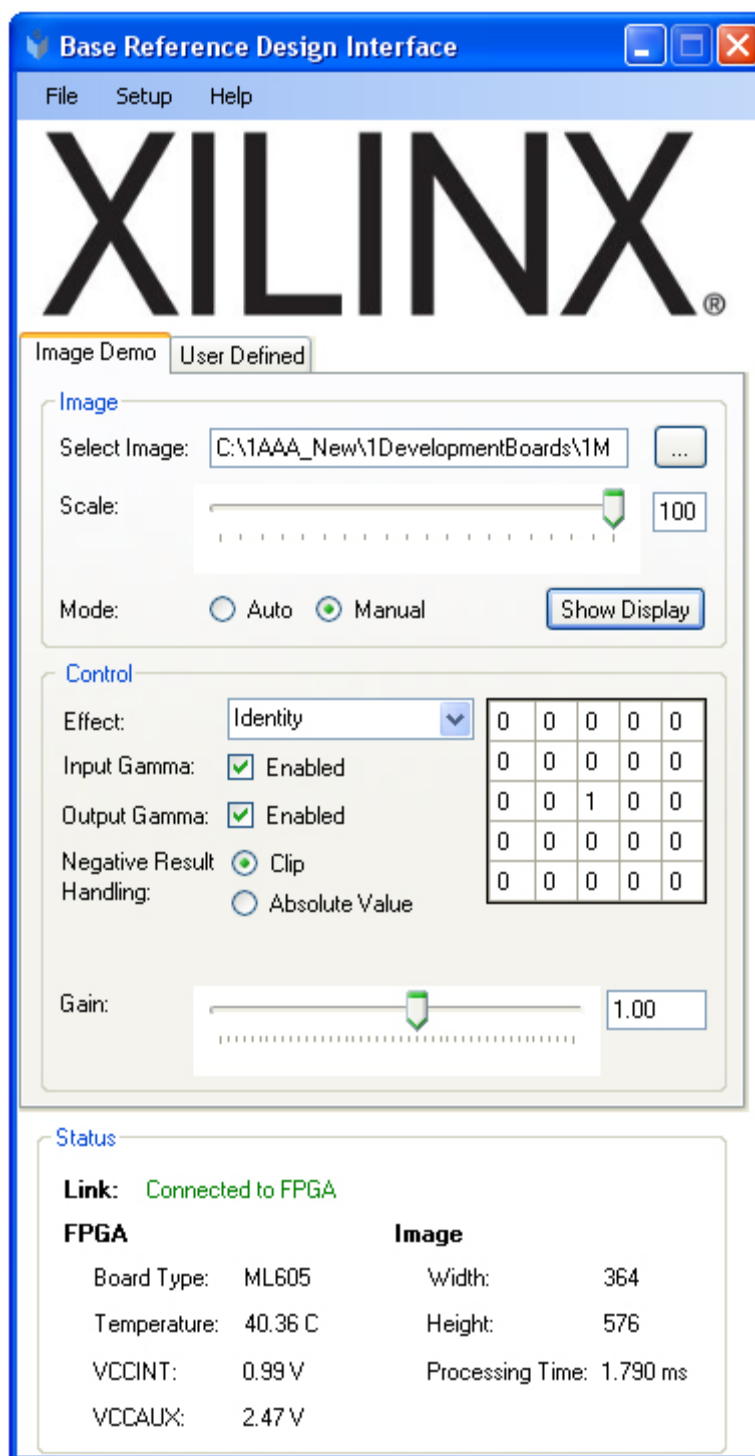 Base Reference Design Interface
File Setup Help
XILINX®
Image Demo User Defined
Image
Select Image: C:\1AAA_New\1DevelopmentBoards\1M ...
Scale: 100
Mode: Auto Manual Show Display
Control
Effect: Identity
0 0 0 0 0
Input Gamma: Enabled
0 0 0 0 0
Output Gamma: Enabled
0 0 1 0 0
Negative Result Clip
Handling:
0 0 0 0 0
Absolute Value
0 0 0 0 0
Gain: 1.00
Status
Link: Connected to FPGA
FPGA Image
Board Type: ML605 Width: 364
Temperature: 40.36 C Height: 576
VCCINT: 0.99 V Processing Time: 1.790 ms
VCCAUX: 2.47 V